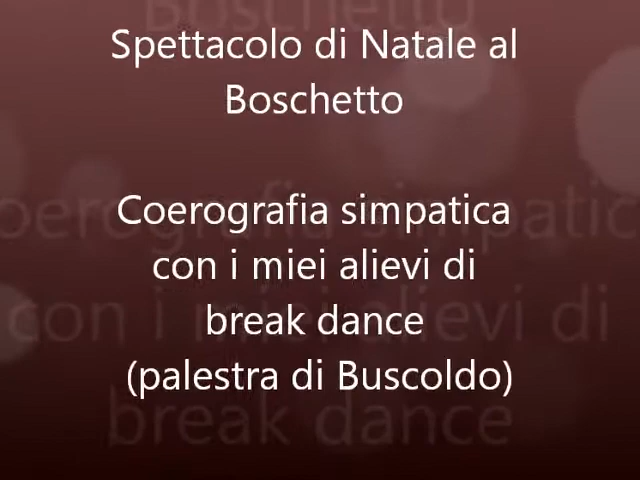 Spettacolo di Natale al
Boschetto
Coerografia simpatica
con i miei alievi di
break dance
(palestra di Buscoldo)